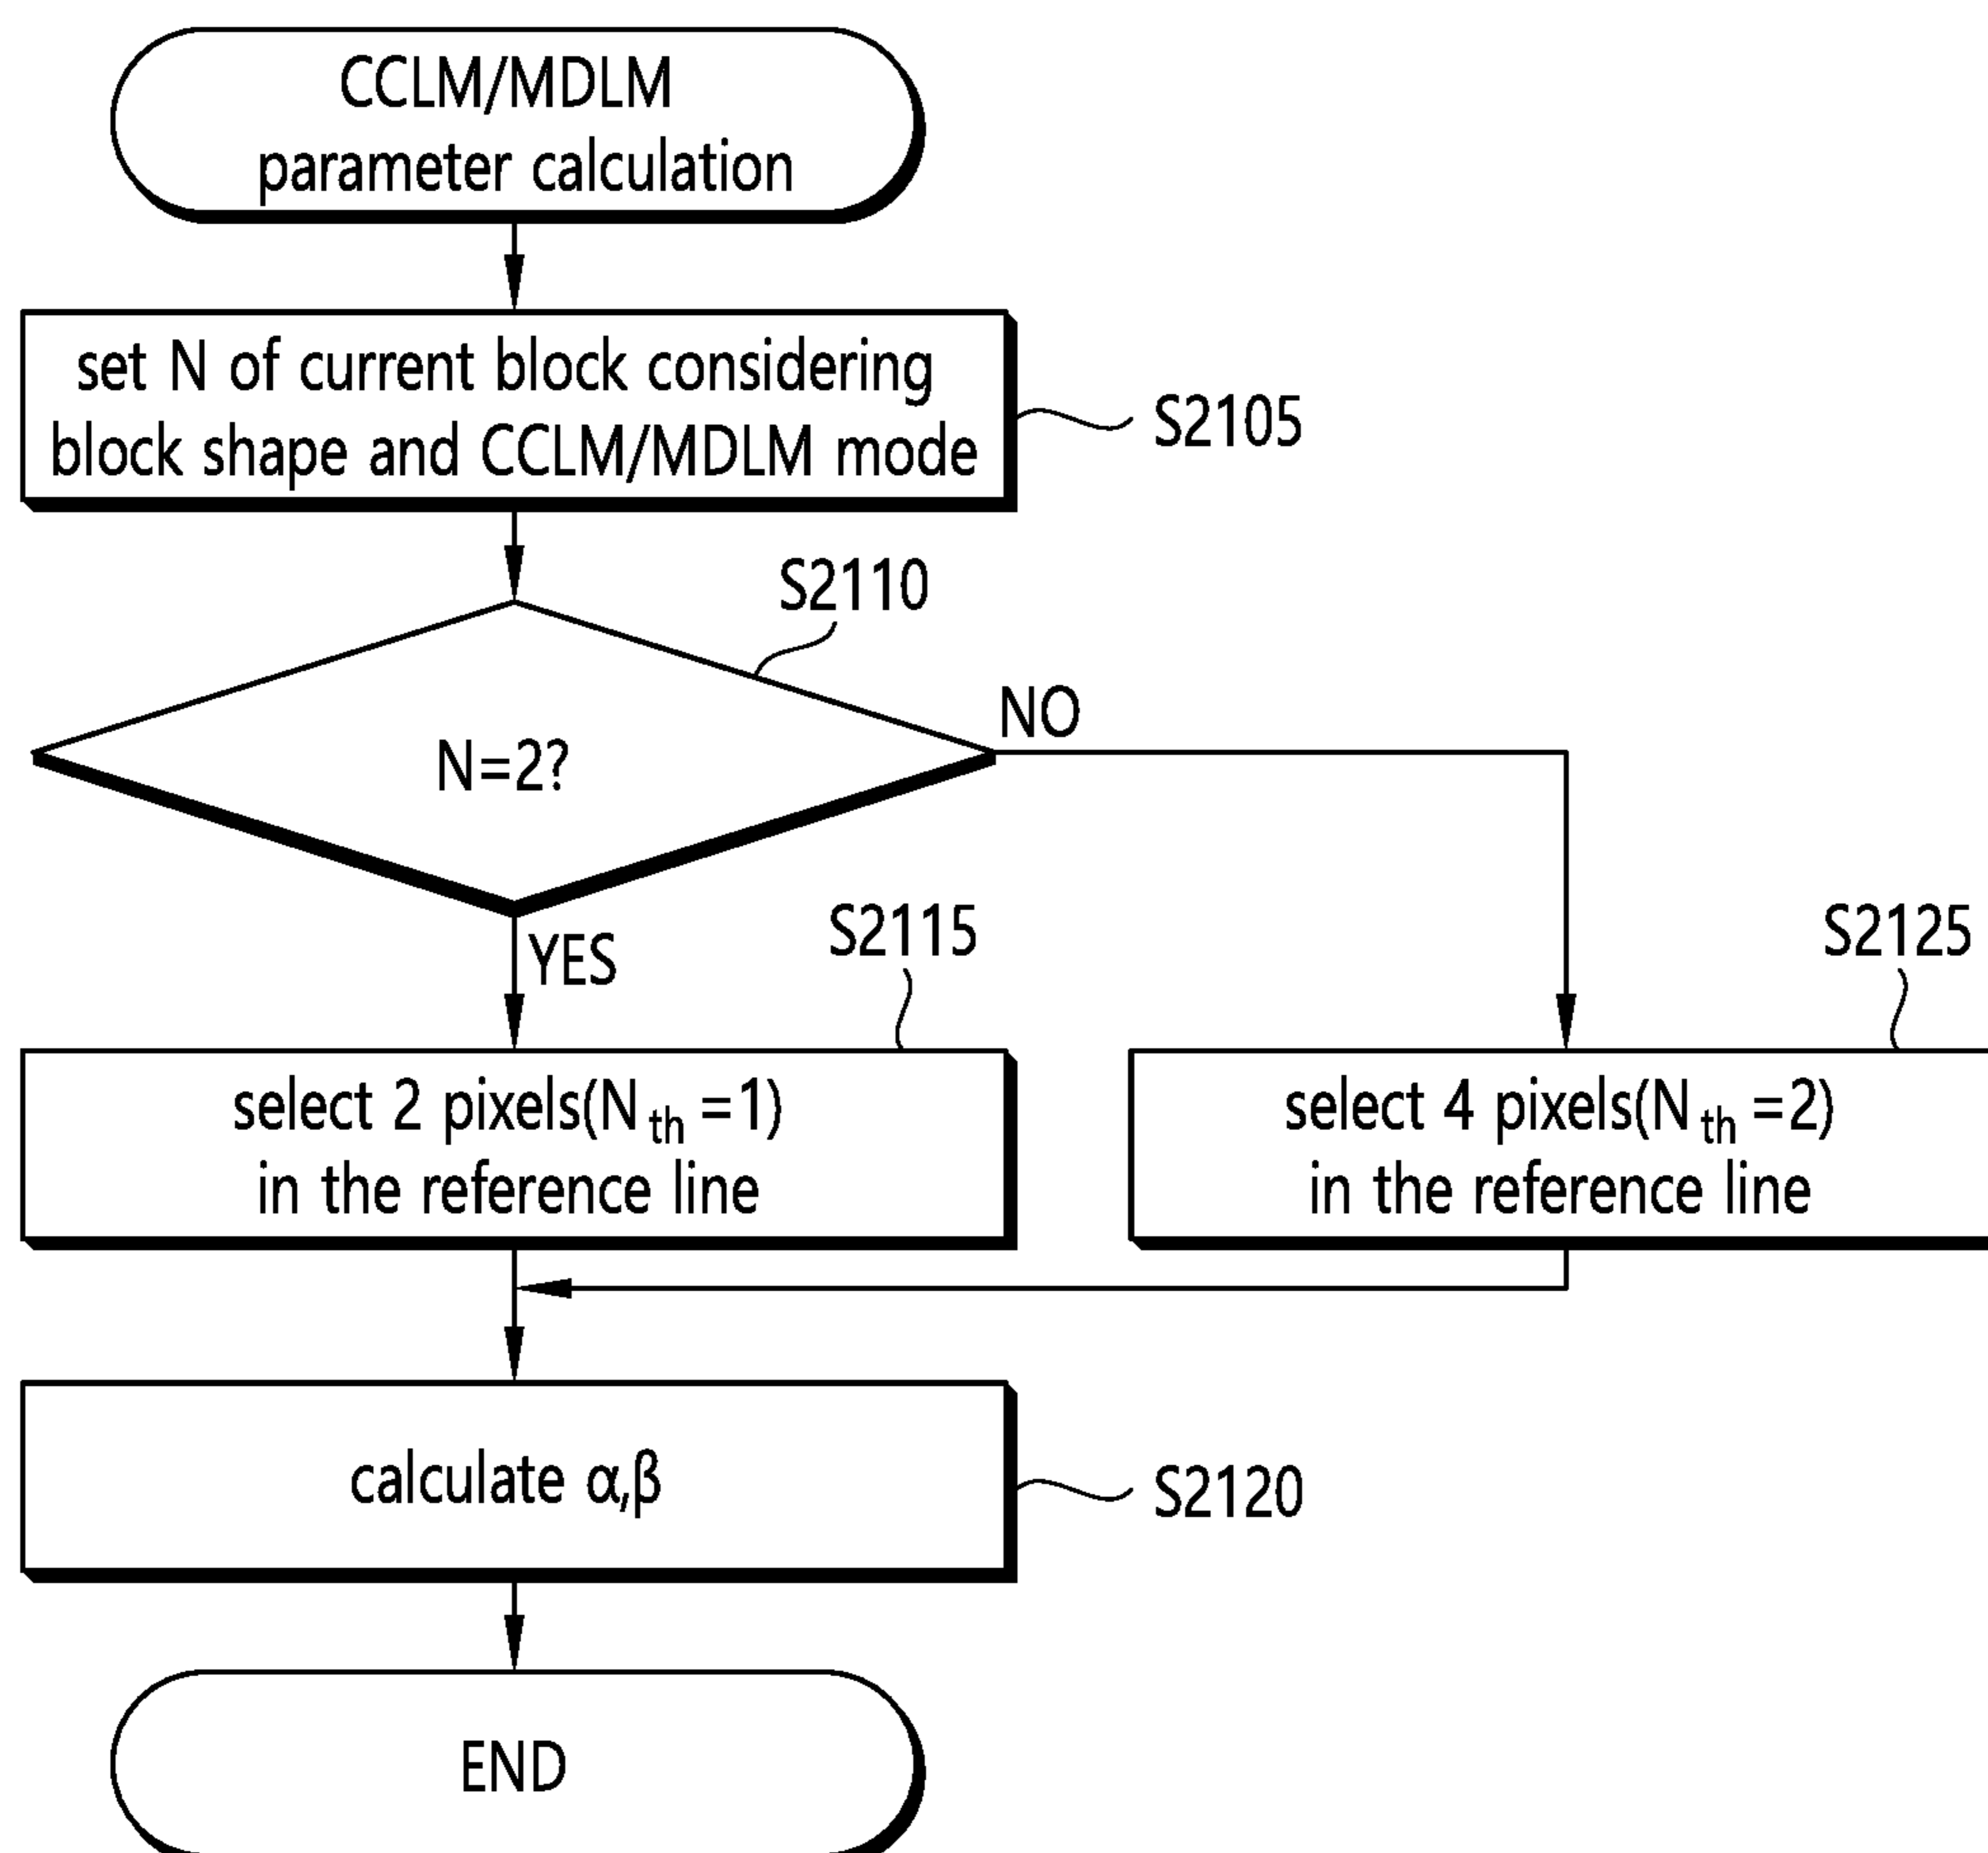 CCLM/MDLM
parameter calculation
set N of current block considering
block shape and CCLM/MDLM mode
S2105
S2110
N=2?
NO
YES
S2115
S2125
select 2 pixels(N th =1)
in the reference line
select 4 pixels(N th =2)
in the reference line
calculate α,β
S2120
END